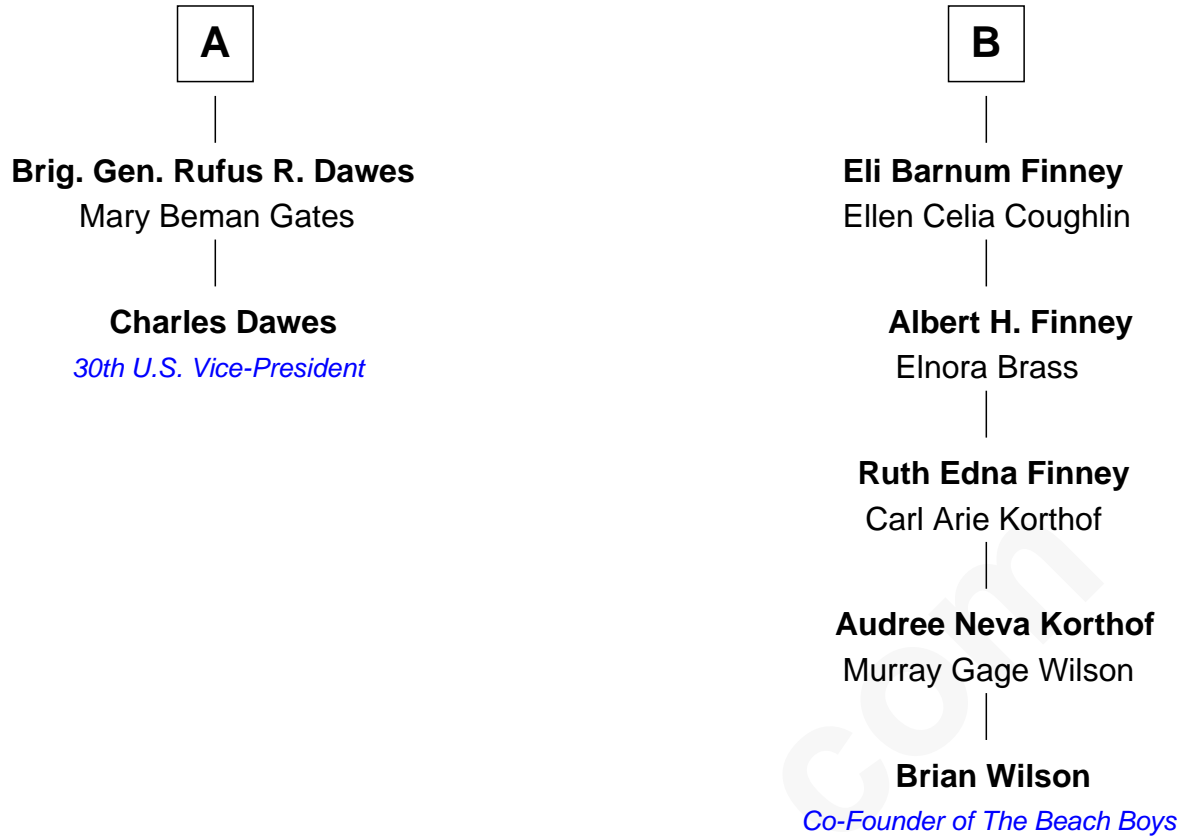 A
Brig. Gen. Rufus R. Dawes
Mary Beman Gates
Charles Dawes
30th U.S. Vice-President
B
Eli Barnum Finney
Ellen Celia Coughlin
Albert H. Finney
Elnora Brass
Ruth Edna Finney
Carl Arie Korthof
Audree Neva Korthof
Murray Gage Wilson
Brian Wilson
Co-Founder of The Beach Boys
com